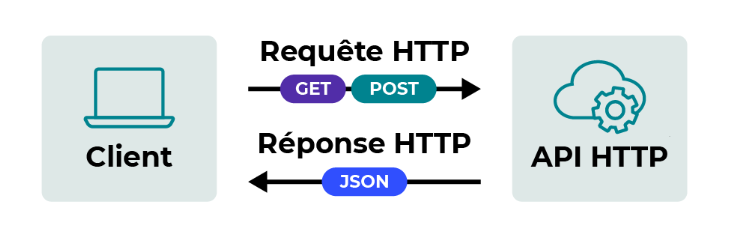 Requête HTTP
GET
POST
Client
Réponse HTTP
JSON
API HTTP